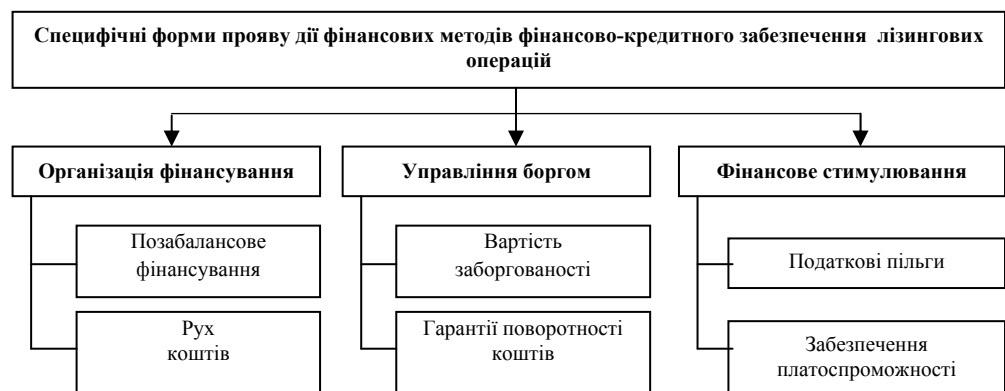 Специфічні форми прояву дії фінансових методів фінансово-кредитного забезпечення лізингових
операцій
Організація фінансування
Управління боргом
Фінансове стимулювання
Позабалансове
фінансування
Вартість
заборгованості
Податкові пільги
Рух
коштів
Гарантії поворотності
коштів
Забезпечення
платоспроможності